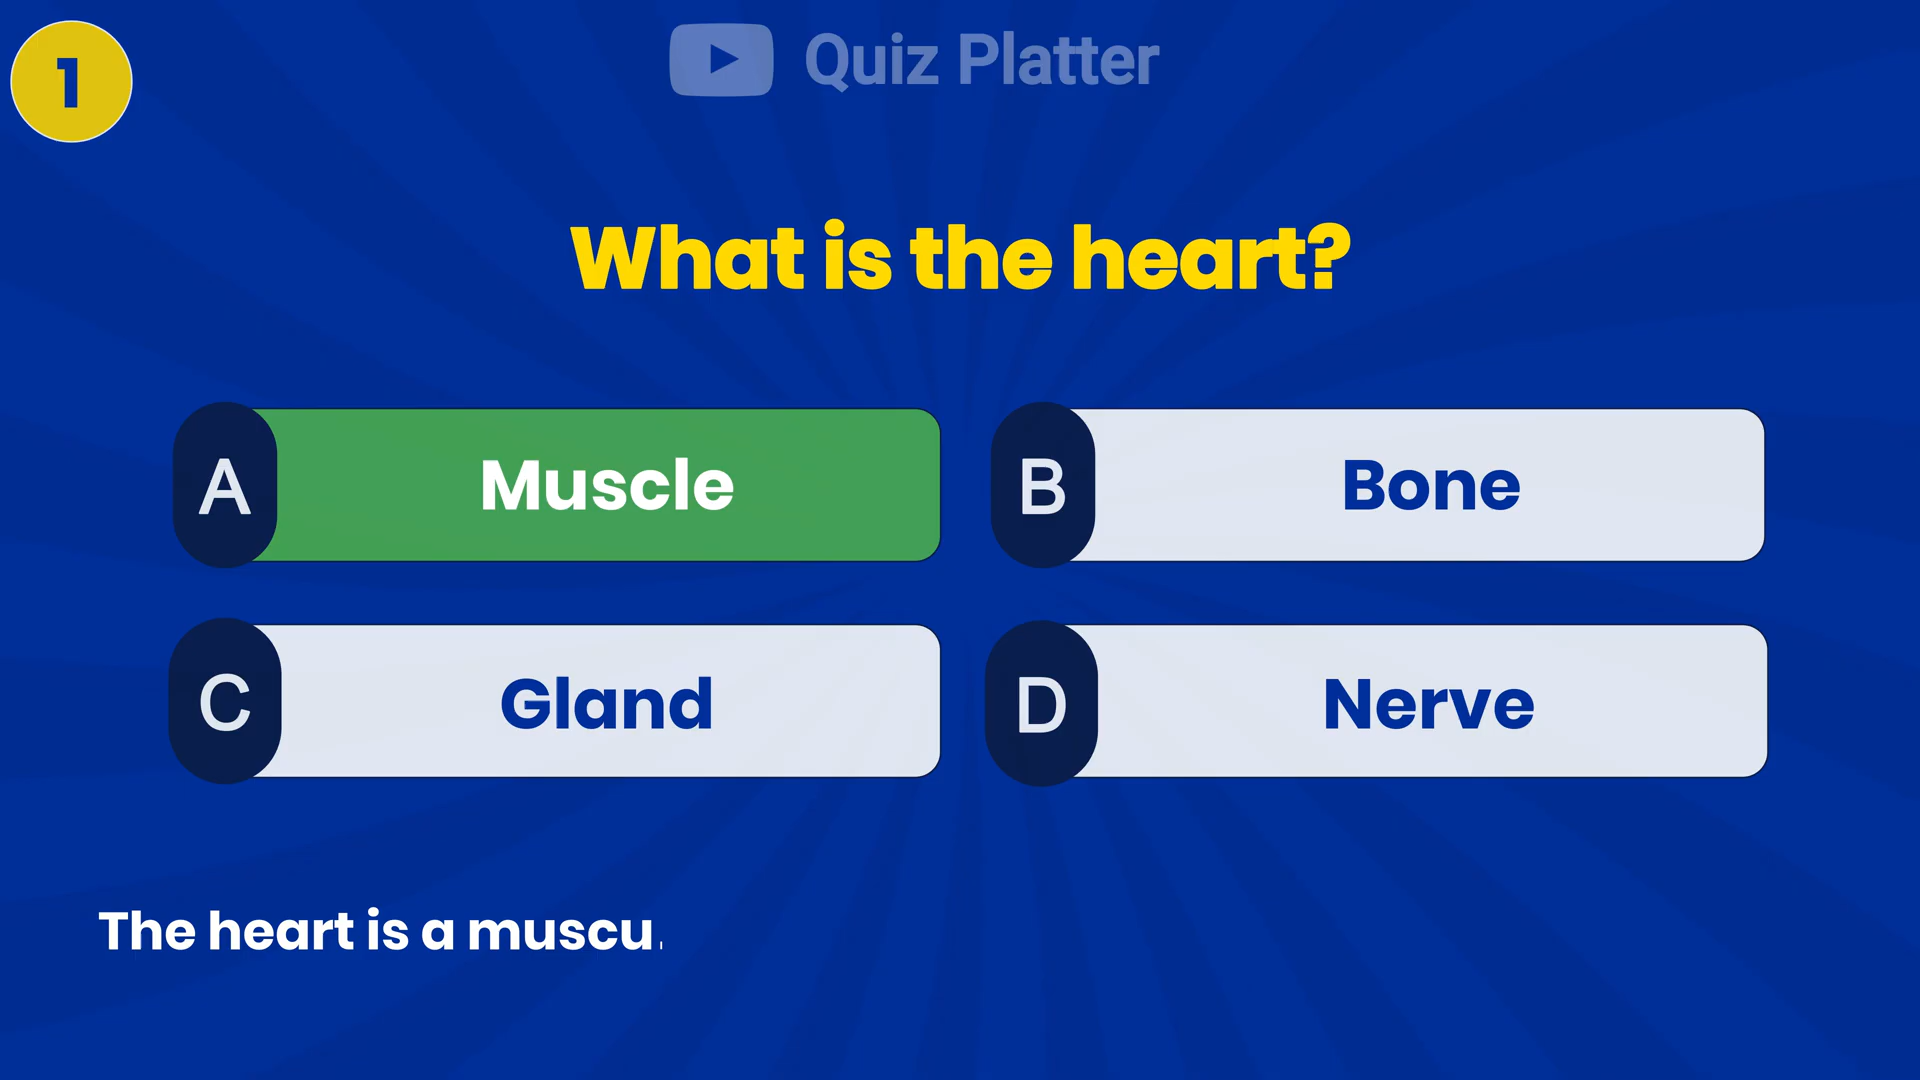 1
Quiz Platter
What is the heart?
A Muscle
B Bone
C Gland
D Nerve
The heart is a muscu